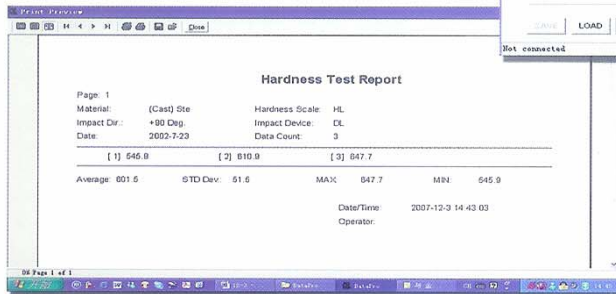 Print Preview
Close
LOAD
Not connected
Hardness Test Report
Page: 1
Material: (Cast) Ste Hardness Scale: HL
Impact Dir.: +90 Deg. Impact Device: DL
Date: 2002-7-23 Data Count: 3
[ 1] 545.9 [ 2] 610.9 [ 3] 647.7
Average: 601.5 STD Dev: 51.6 MAX: 647.7 MIN: 545.9
Date/Time: 2007-12-3 14:43:03
Operator:
Page 1 of 1